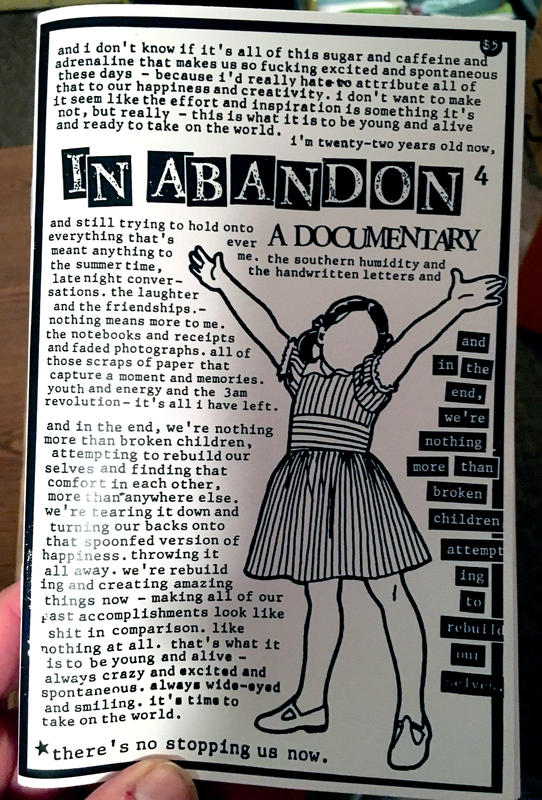 $5
and i don't know if it's all of this sugar and caffeine and
adrenaline that makes us so fucking excited and spontaneous
these days - because i'd really hate to attribute all of
that to our happiness and creativity. i don't want to make
it seem like the effort and inspiration is something it's
not, but really - this is what it is to be young and alive
and ready to take on the world.
i'm twenty-two years old now,
IN ABANDON 4
and still trying to hold onto
everything that's ever
meant anything to me. the southern humidity and
the summertime, the handwritten letters and
A DOCUMENTARY
late night conver-
sations. the laughter
and the friendships.-
nothing means more to me.
the notebooks and receipts
and faded photographs. all of
those scraps of paper that
capture a moment and memories.
youth and energy and the 3am
revolution- it's all i have left.
and in the end, we're nothing
more than broken children,
attempting to rebuild our
selves and finding that
comfort in each other,
more than anywhere else.
we're tearing it down and
turning our backs onto
that spoonfed version of
happiness. throwing it
all away. we're rebuild
ing and creating amazing
things now - making all of our
past accomplishments look like
shit in comparison. like
nothing at all. that's what it
is to be young and alive -
always crazy and excited and
spontaneous. always wide-eyed
and smiling. it's time to
take on the world.
★there's no stopping us now.
and
in the
end,
we're
nothing
more than
broken
children
attempt
ing
to
rebuild
our
selves.